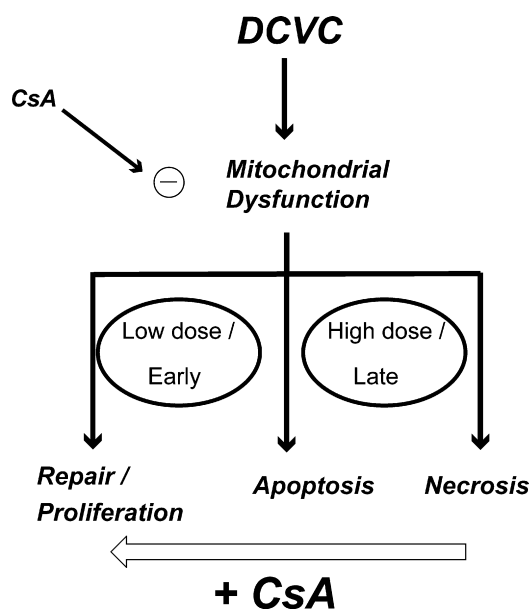 DCVC
CsA
−
Mitochondrial
Dysfunction
Low dose /
Early
High dose /
Late
Repair /
Proliferation
Apoptosis
Necrosis
+ CsA